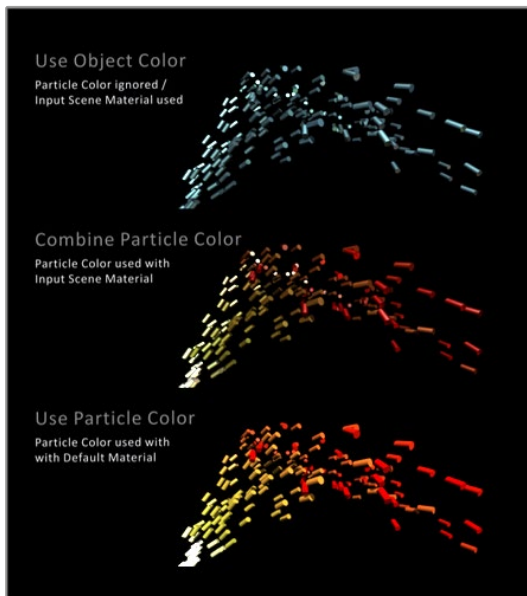 Use Object Color
Particle Color ignored /
Input Scene Material used
Combine Particle Color
Particle Color used with
Input Scene Material
Use Particle Color
Particle Color used with
with Default Material